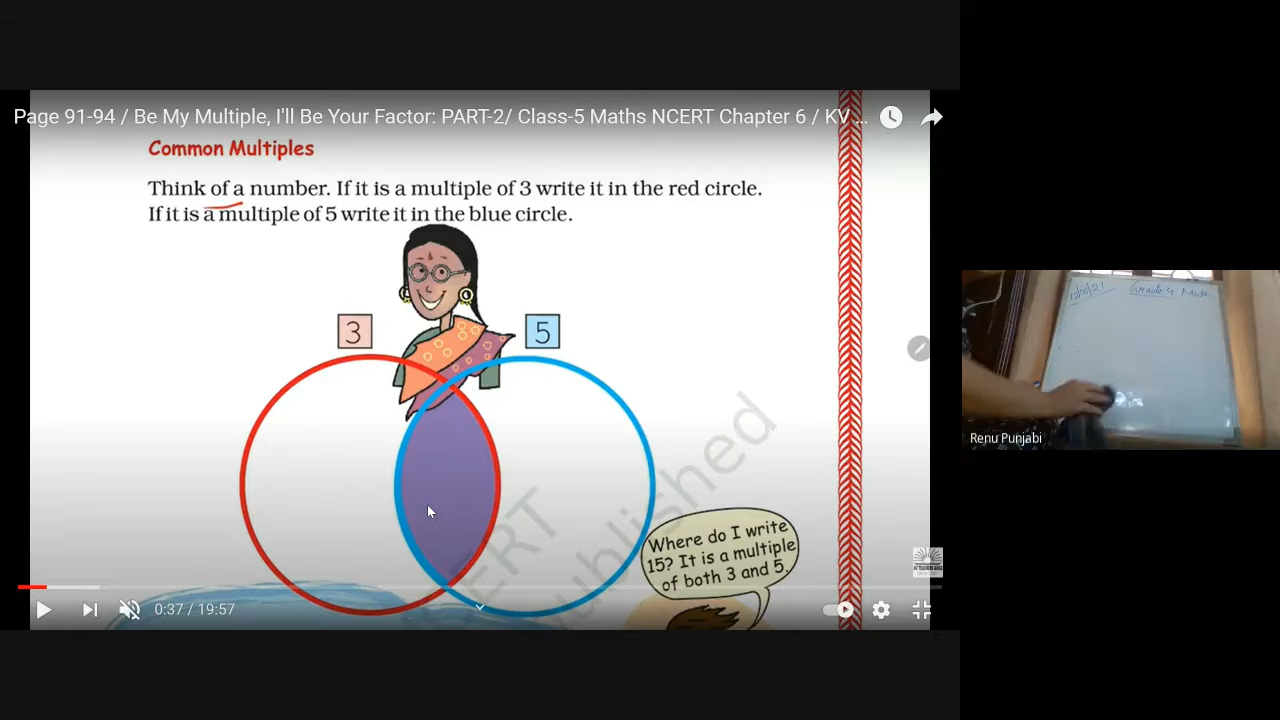 Page 91-94 / Be My Multiple, I'll Be Your Factor: PART-2/ Class-5 Maths NCERT Chapter 6 / KV ...
Common Multiples
Think of a number. If it is a multiple of 3 write it in the red circle.
If it is a multiple of 5 write it in the blue circle.
3
5
Where do I write
15? It is a multiple
of both 3 and 5.
0:37 / 19:57
Grade 4
Renu Punjabi